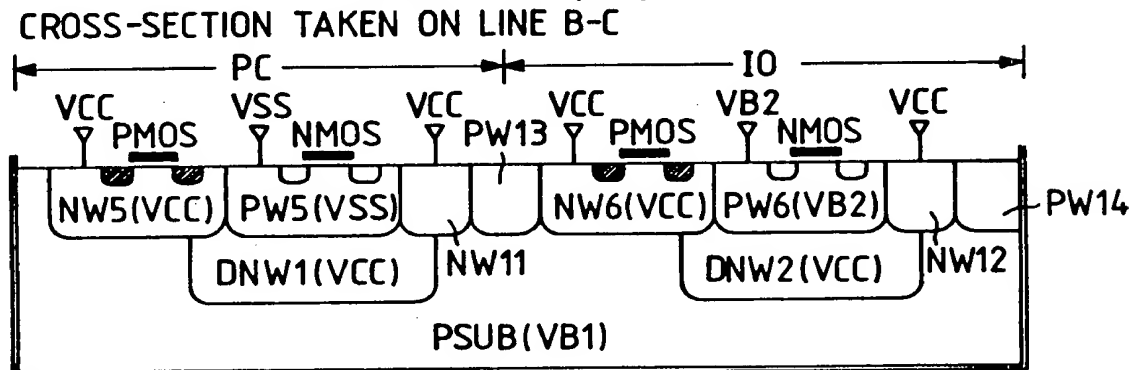 CROSS-SECTION TAKEN ON LINE B-C
PC IO
VCC VSS VCC VCC VB2 VCC
PMOS NMOS PW13 PMOS NMOS
NW5(VCC) PW5(VSS) NW6(VCC) PW6(VB2) PW14
DNW1(VCC) NW11 DNW2(VCC) NW12
PSUB(VB1)